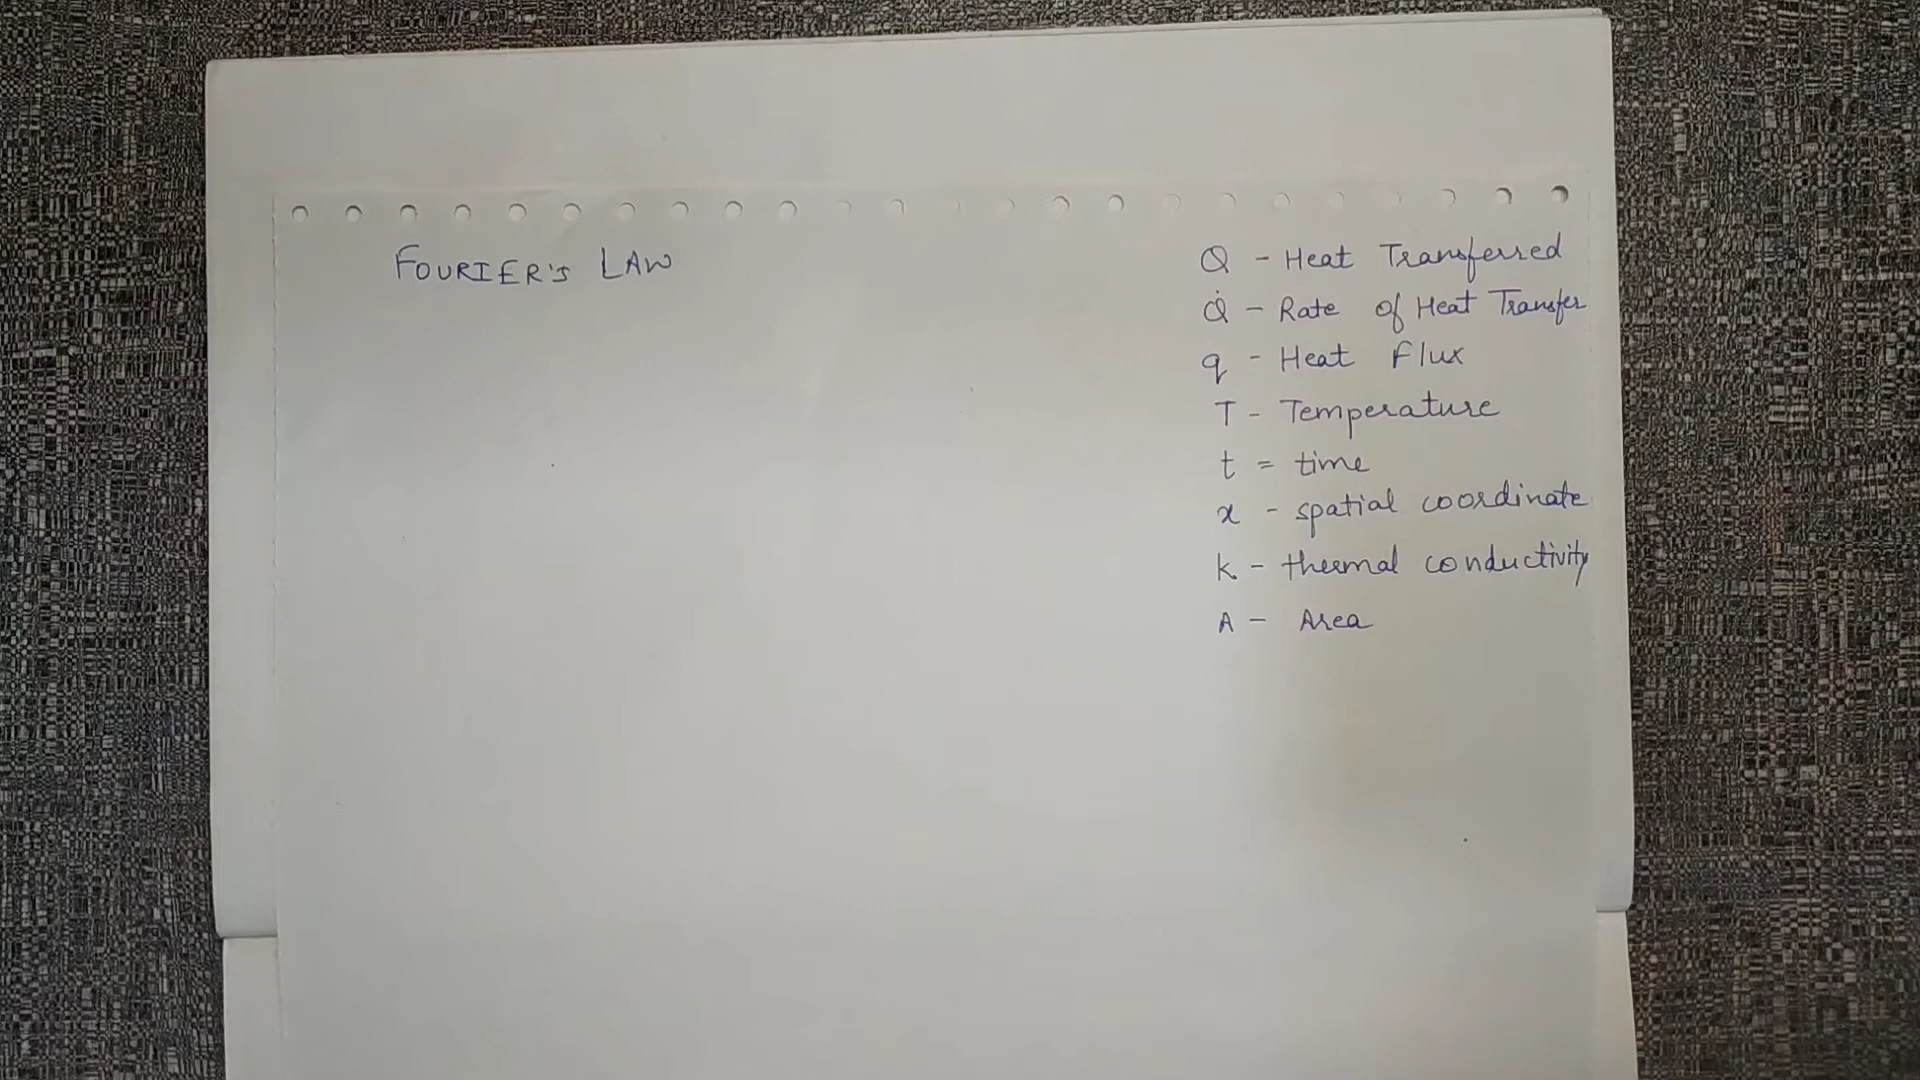 FOURIER'S LAW
Q - Heat Transferred
Q̇ - Rate of Heat Transfer
q - Heat Flux
T - Temperature
t = time
x - spatial coordinate
k - thermal conductivity
A - Area